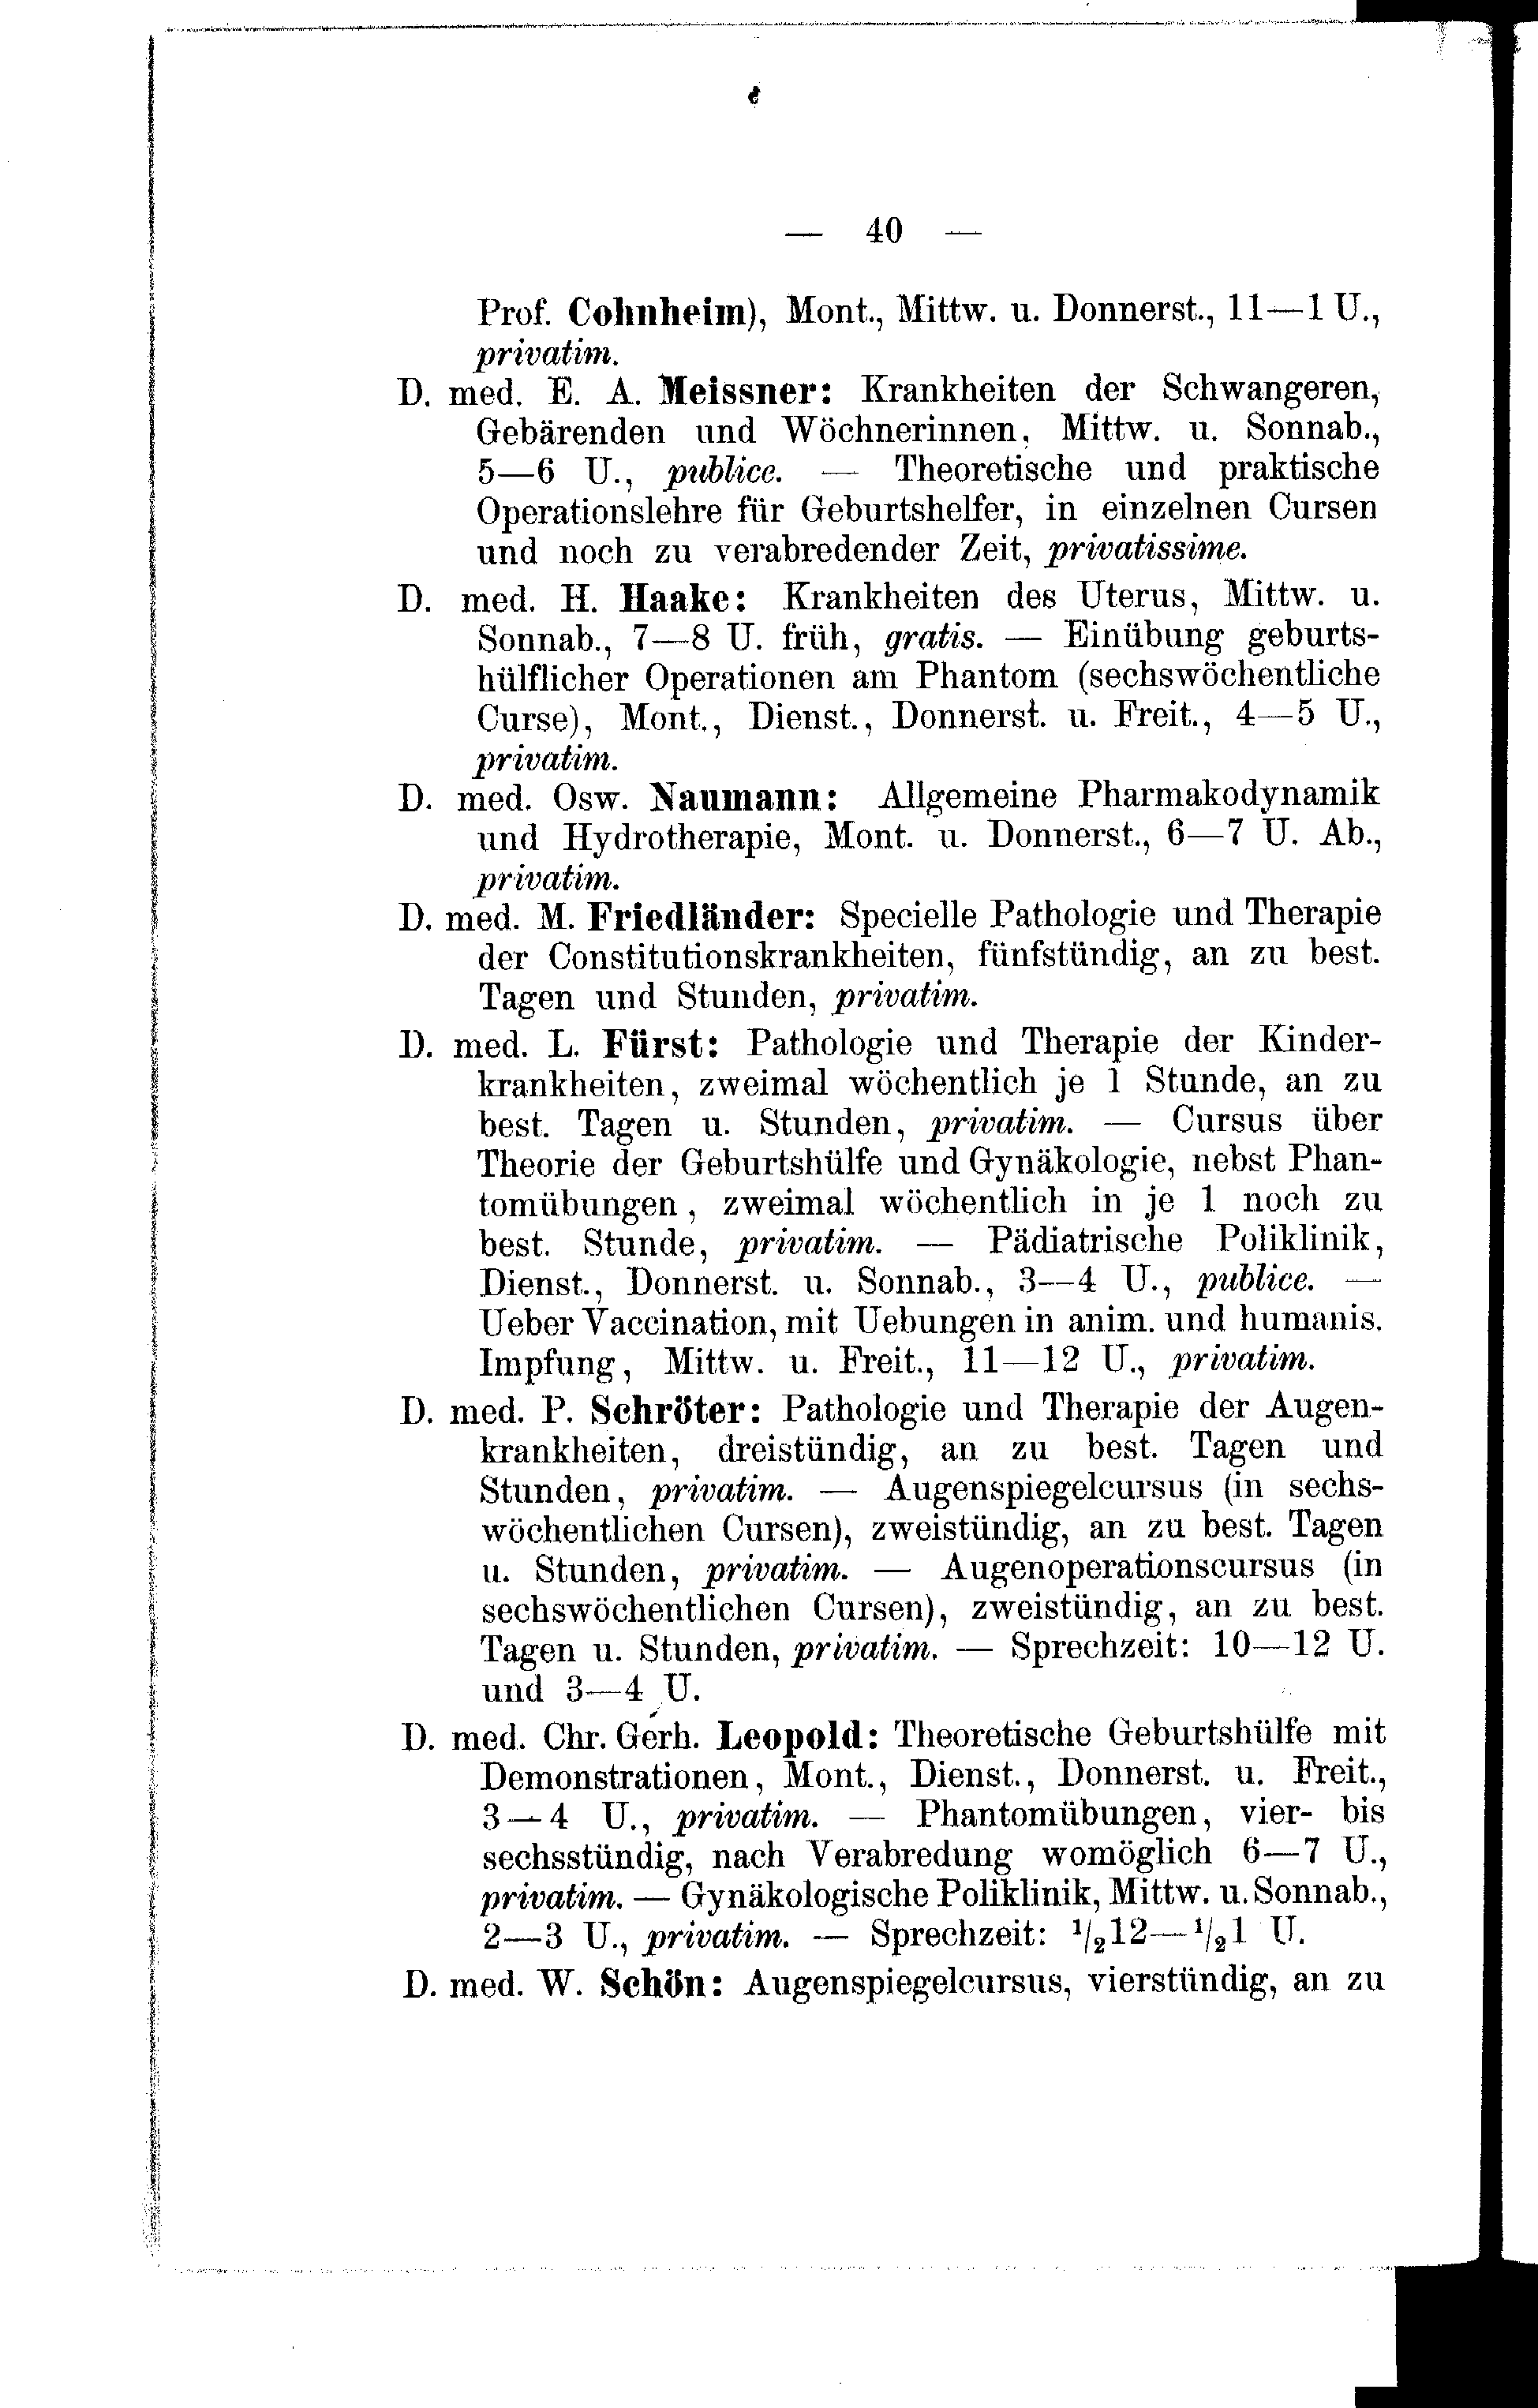 — 40 —
Prof. Cohnheim), Mont., Mittw. u. Donnerst., 11—1 U.,
privatim.
D. med. E. A. Meissner: Krankheiten der Schwangeren,
Gebärenden und Wöchnerinnen, Mittw. u. Sonnab.,
5—6 U., publice. — Theoretische und praktische
Operationslehre für Geburtshelfer, in einzelnen Cursen
und noch zu verabredender Zeit, privatissime.
D. med. H. Haake: Krankheiten des Uterus, Mittw. u.
Sonnab., 7—8 U. früh, gratis. — Einübung geburts-
hülflicher Operationen am Phantom (sechswöchentliche
Curse), Mont., Dienst., Donnerst. u. Freit., 4—5 U.,
privatim.
D. med. Osw. Naumann: Allgemeine Pharmakodynamik
und Hydrotherapie, Mont. u. Donnerst., 6—7 U. Ab.,
privatim.
D. med. M. Friedländer: Specielle Pathologie und Therapie
der Constitutionskrankheiten, fünfstündig, an zu best.
Tagen und Stunden, privatim.
D. med. L. Fürst: Pathologie und Therapie der Kinder-
krankheiten, zweimal wöchentlich je 1 Stunde, an zu
best. Tagen u. Stunden, privatim. — Cursus über
Theorie der Geburtshülfe und Gynäkologie, nebst Phan-
tomübungen, zweimal wöchentlich in je 1 noch zu
best. Stunde, privatim. — Pädiatrische Poliklinik,
Dienst., Donnerst. u. Sonnab., 3—4 U., publice. —
Ueber Vaccination, mit Uebungen in anim. und humanis.
Impfung, Mittw. u. Freit., 11—12 U., privatim.
D. med. P. Schröter: Pathologie und Therapie der Augen-
krankheiten, dreistündig, an zu best. Tagen und
Stunden, privatim. — Augenspiegelcursus (in sechs-
wöchentlichen Cursen), zweistündig, an zu best. Tagen
u. Stunden, privatim. — Augenoperationscursus (in
sechswöchentlichen Cursen), zweistündig, an zu best.
Tagen u. Stunden, privatim. — Sprechzeit: 10—12 U.
und 3—4 U.
D. med. Chr. Gerh. Leopold: Theoretische Geburtshülfe mit
Demonstrationen, Mont., Dienst., Donnerst. u. Freit.,
3—4 U., privatim. — Phantomübungen, vier- bis
sechsstündig, nach Verabredung womöglich 6—7 U.,
privatim. — Gynäkologische Poliklinik, Mittw. u. Sonnab.,
2—3 U., privatim. — Sprechzeit: ¹/₂12—¹/₂1 U.
D. med. W. Schön: Augenspiegelcursus, vierstündig, an zu